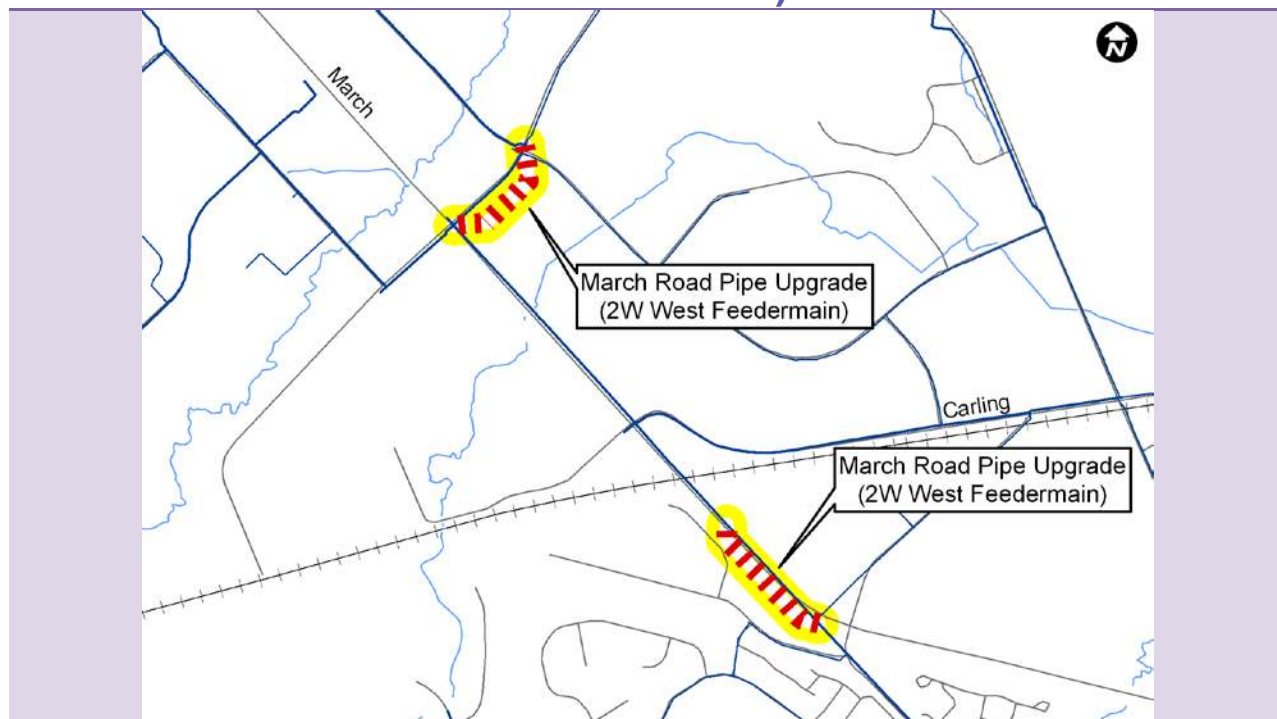 N
March
March Road Pipe Upgrade
(2W West Feedermain)
Carling
March Road Pipe Upgrade
(2W West Feedermain)